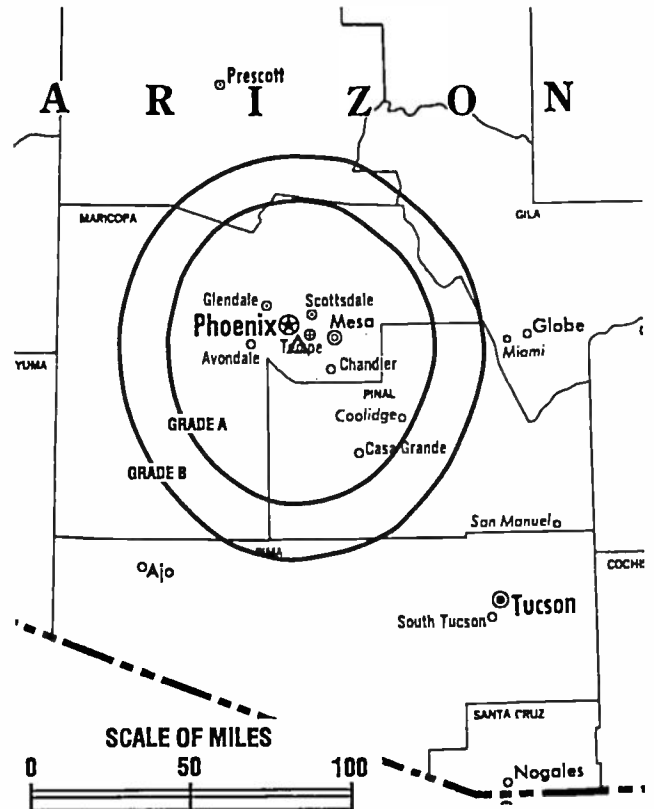 Prescott
A R I Z O N
MARICOPA
GILA
Glendale
Scottsdale
Phoenix
Mesa
Tempe
Avondale
Globe
Miami
YUMA
Chandler
PINAL
Coolidge
GRADE A
Casa Grande
GRADE B
San Manuel
PIMA
COCHE
Ajo
Tucson
South Tucson
SANTA CRUZ
SCALE OF MILES
0 50 100
Nogales